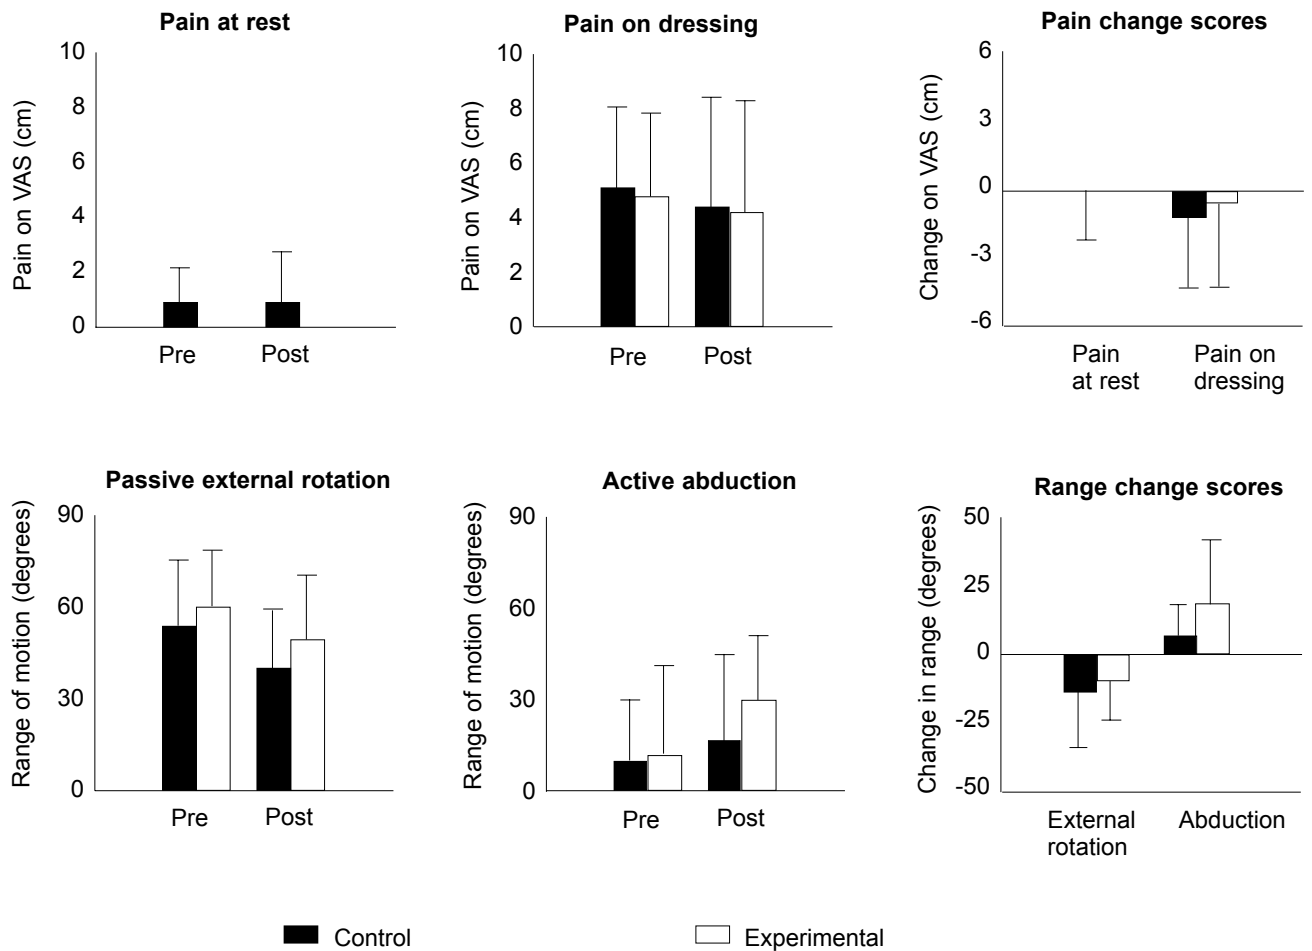 Pain at rest
10
8
6
4
2
0
Pain on VAS (cm)
Pre Post
Pain on dressing
10
8
6
4
2
0
Pain on VAS (cm)
Pre Post
Pain change scores
6
3
0
-3
-6
Change on VAS (cm)
Pain
at rest
Pain on
dressing
Passive external rotation
90
60
30
0
Range of motion (degrees)
Pre Post
Active abduction
90
60
30
0
Range of motion (degrees)
Pre Post
Range change scores
50
25
0
-25
-50
Change in range (degrees)
External
rotation
Abduction
Control
Experimental